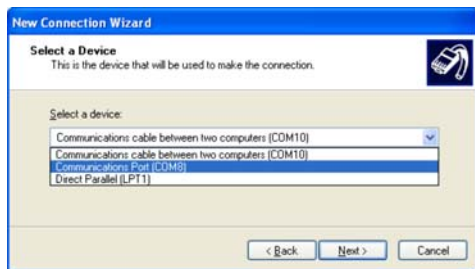 New Connection Wizard
Select a Device
This is the device that will be used to make the connection.
Select a device:
Communications cable between two computers (COM10)
Communications cable between two computers (COM10)
Communications Port (COM8)
Direct Parallel (LPT1)
< Back
Next >
Cancel